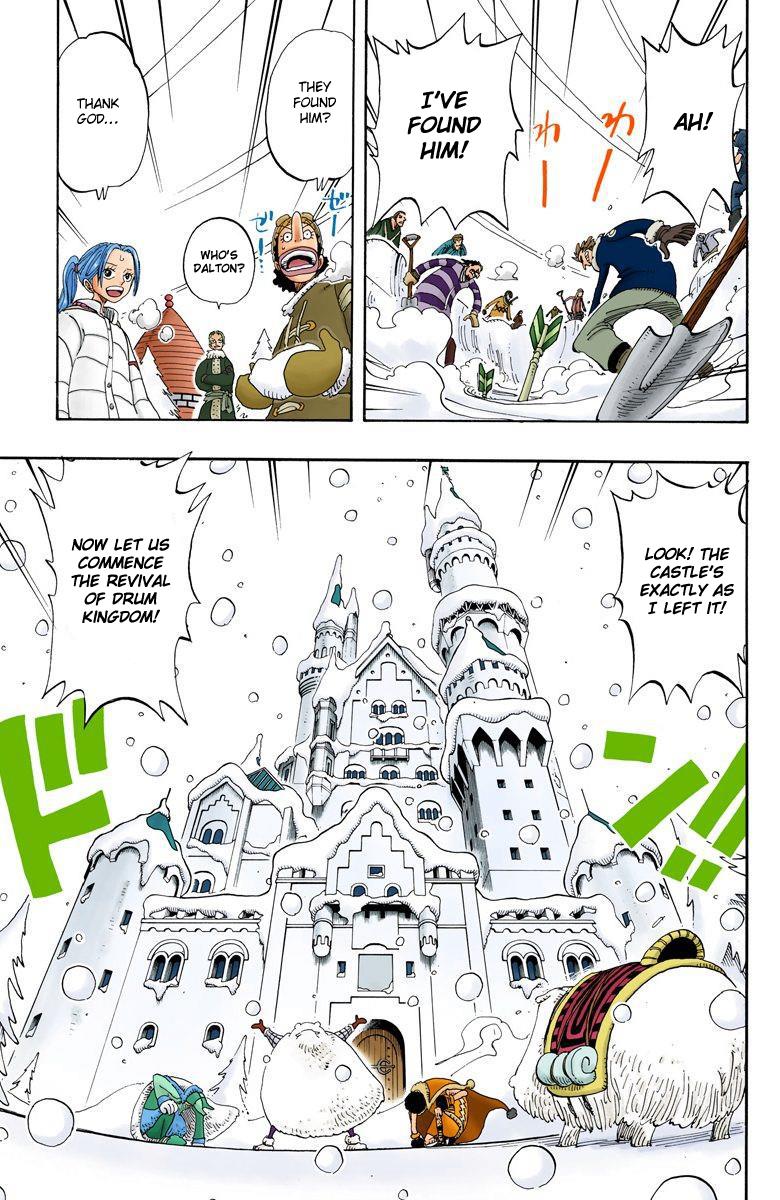 AH!
I'VE
FOUND
HIM!
わー
わー
THEY
FOUND
HIM?
ゼー
ゼー…
WHO'S
DALTON?
THANK
GOD...
LOOK! THE
CASTLE'S
EXACTLY AS
I LEFT IT!
NOW LET US
COMMENCE
THE REVIVAL
OF DRUM
KINGDOM!
ドン!!